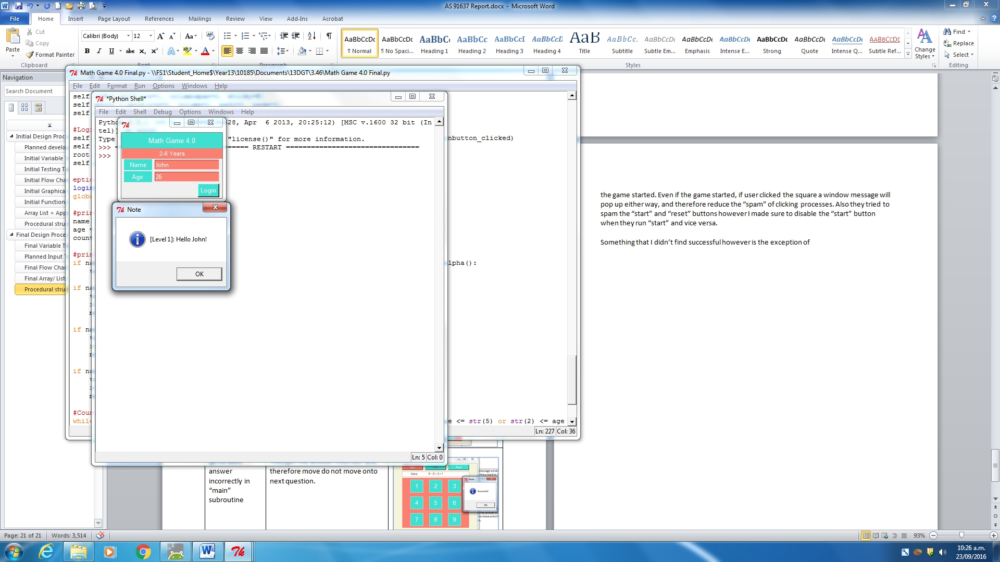 AS 91637 Report.docx - Microsoft Word
File Home Insert Page Layout References Mailings Review View Add-Ins Acrobat
Paste
Cut
Copy
Format Painter
Clipboard
Calibri (Body) 12
AaBbCcDc ¶ Normal
AaBbCcDc ¶ No Spaci...
AaBbC Heading 1
AaBbCc Heading 2
AaBbCcI Heading 3
AaBbCcD Heading 4
AaB Title
AaBbCc. Subtitle
AaBbCcDc Subtle Em...
AaBbCcDc Emphasis
AaBbCcDc Intense E...
AaBbCcDc Strong
AaBbCcDc Quote
AaBbCcDc Intense Q...
AABBCCDD Subtle Ref...
Change Styles
Styles
Find
Replace
Select
Editing
Navigation
Search Document
Initial Design Proc
Planned develo
Initial Variable T
Initial Testing Ta
Initial Flow Cha
Initial Graphica
Initial Function
Array List + App
Procedural stru
Final Design Proce
Final Variable T
Planned Input T
Final Flow Char
Final Array/ List
Procedural stru
Math Game 4.0 Final.py - \\FS1\Student_Home$\Year13\10185\Documents\13DGT\3.46\Math Game 4.0 Final.py
File Edit Format Run Options Windows Help
self
self
self
#Logi
self
nbutton_clicked)
self
root
self
eptio
login
globa
#prin
name
age =
count
#prin
if na
lpha():
if na
if na
if na
#Coun
while
e <= str(5) or str(2) <= age
Ln: 227 Col: 36
*Python Shell*
File Edit Shell Debug Options Windows Help
Pytho
28, Apr  6 2013, 20:25:12) [MSC v.1600 32 bit (In
tel)]
Type "license()" for more information.
>>> ================================ RESTART ================================
>>>
Ln: 5 Col: 0
Math Game 4.0
2-6 Years
Name John
Age 26
Login
Note
[Level 1]: Hello John!
OK
the game started. Even if the game started, if user clicked the square a window message will
pop up either way, and therefore reduce the “spam” of clicking processes. Also they tried to
spam the “start” and “reset” buttons however I made sure to disable the “start” button
when they run “start” and vice versa.
Something that I didn’t find successful however is the exception of
answer
incorrectly in
“main”
subroutine
therefore move do not move onto
next question.
Reset
Solve:
1 2 3
4 5 6
7 8 9
Note
Incorrect!
OK
Page: 21 of 21 Words: 3,514
93%
10:26 a.m.
23/09/2016